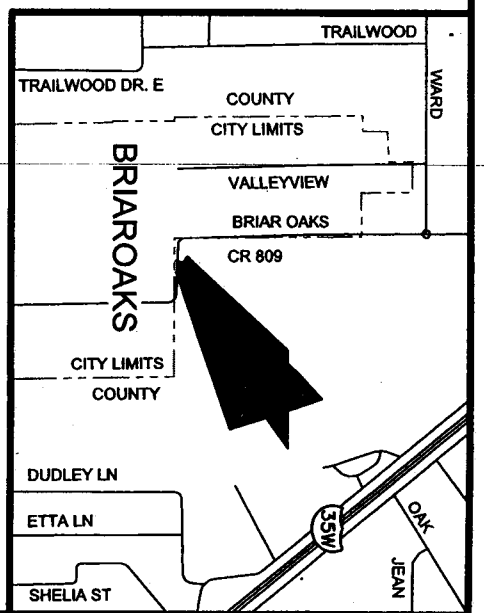 TRAILWOOD
TRAILWOOD DR. E
WARD
COUNTY
CITY LIMITS
VALLEYVIEW
BRIAROAKS
BRIAR OAKS
CR 809
CITY LIMITS
COUNTY
DUDLEY LN
ETTA LN
35W
OAK
JEAN
SHELIA ST